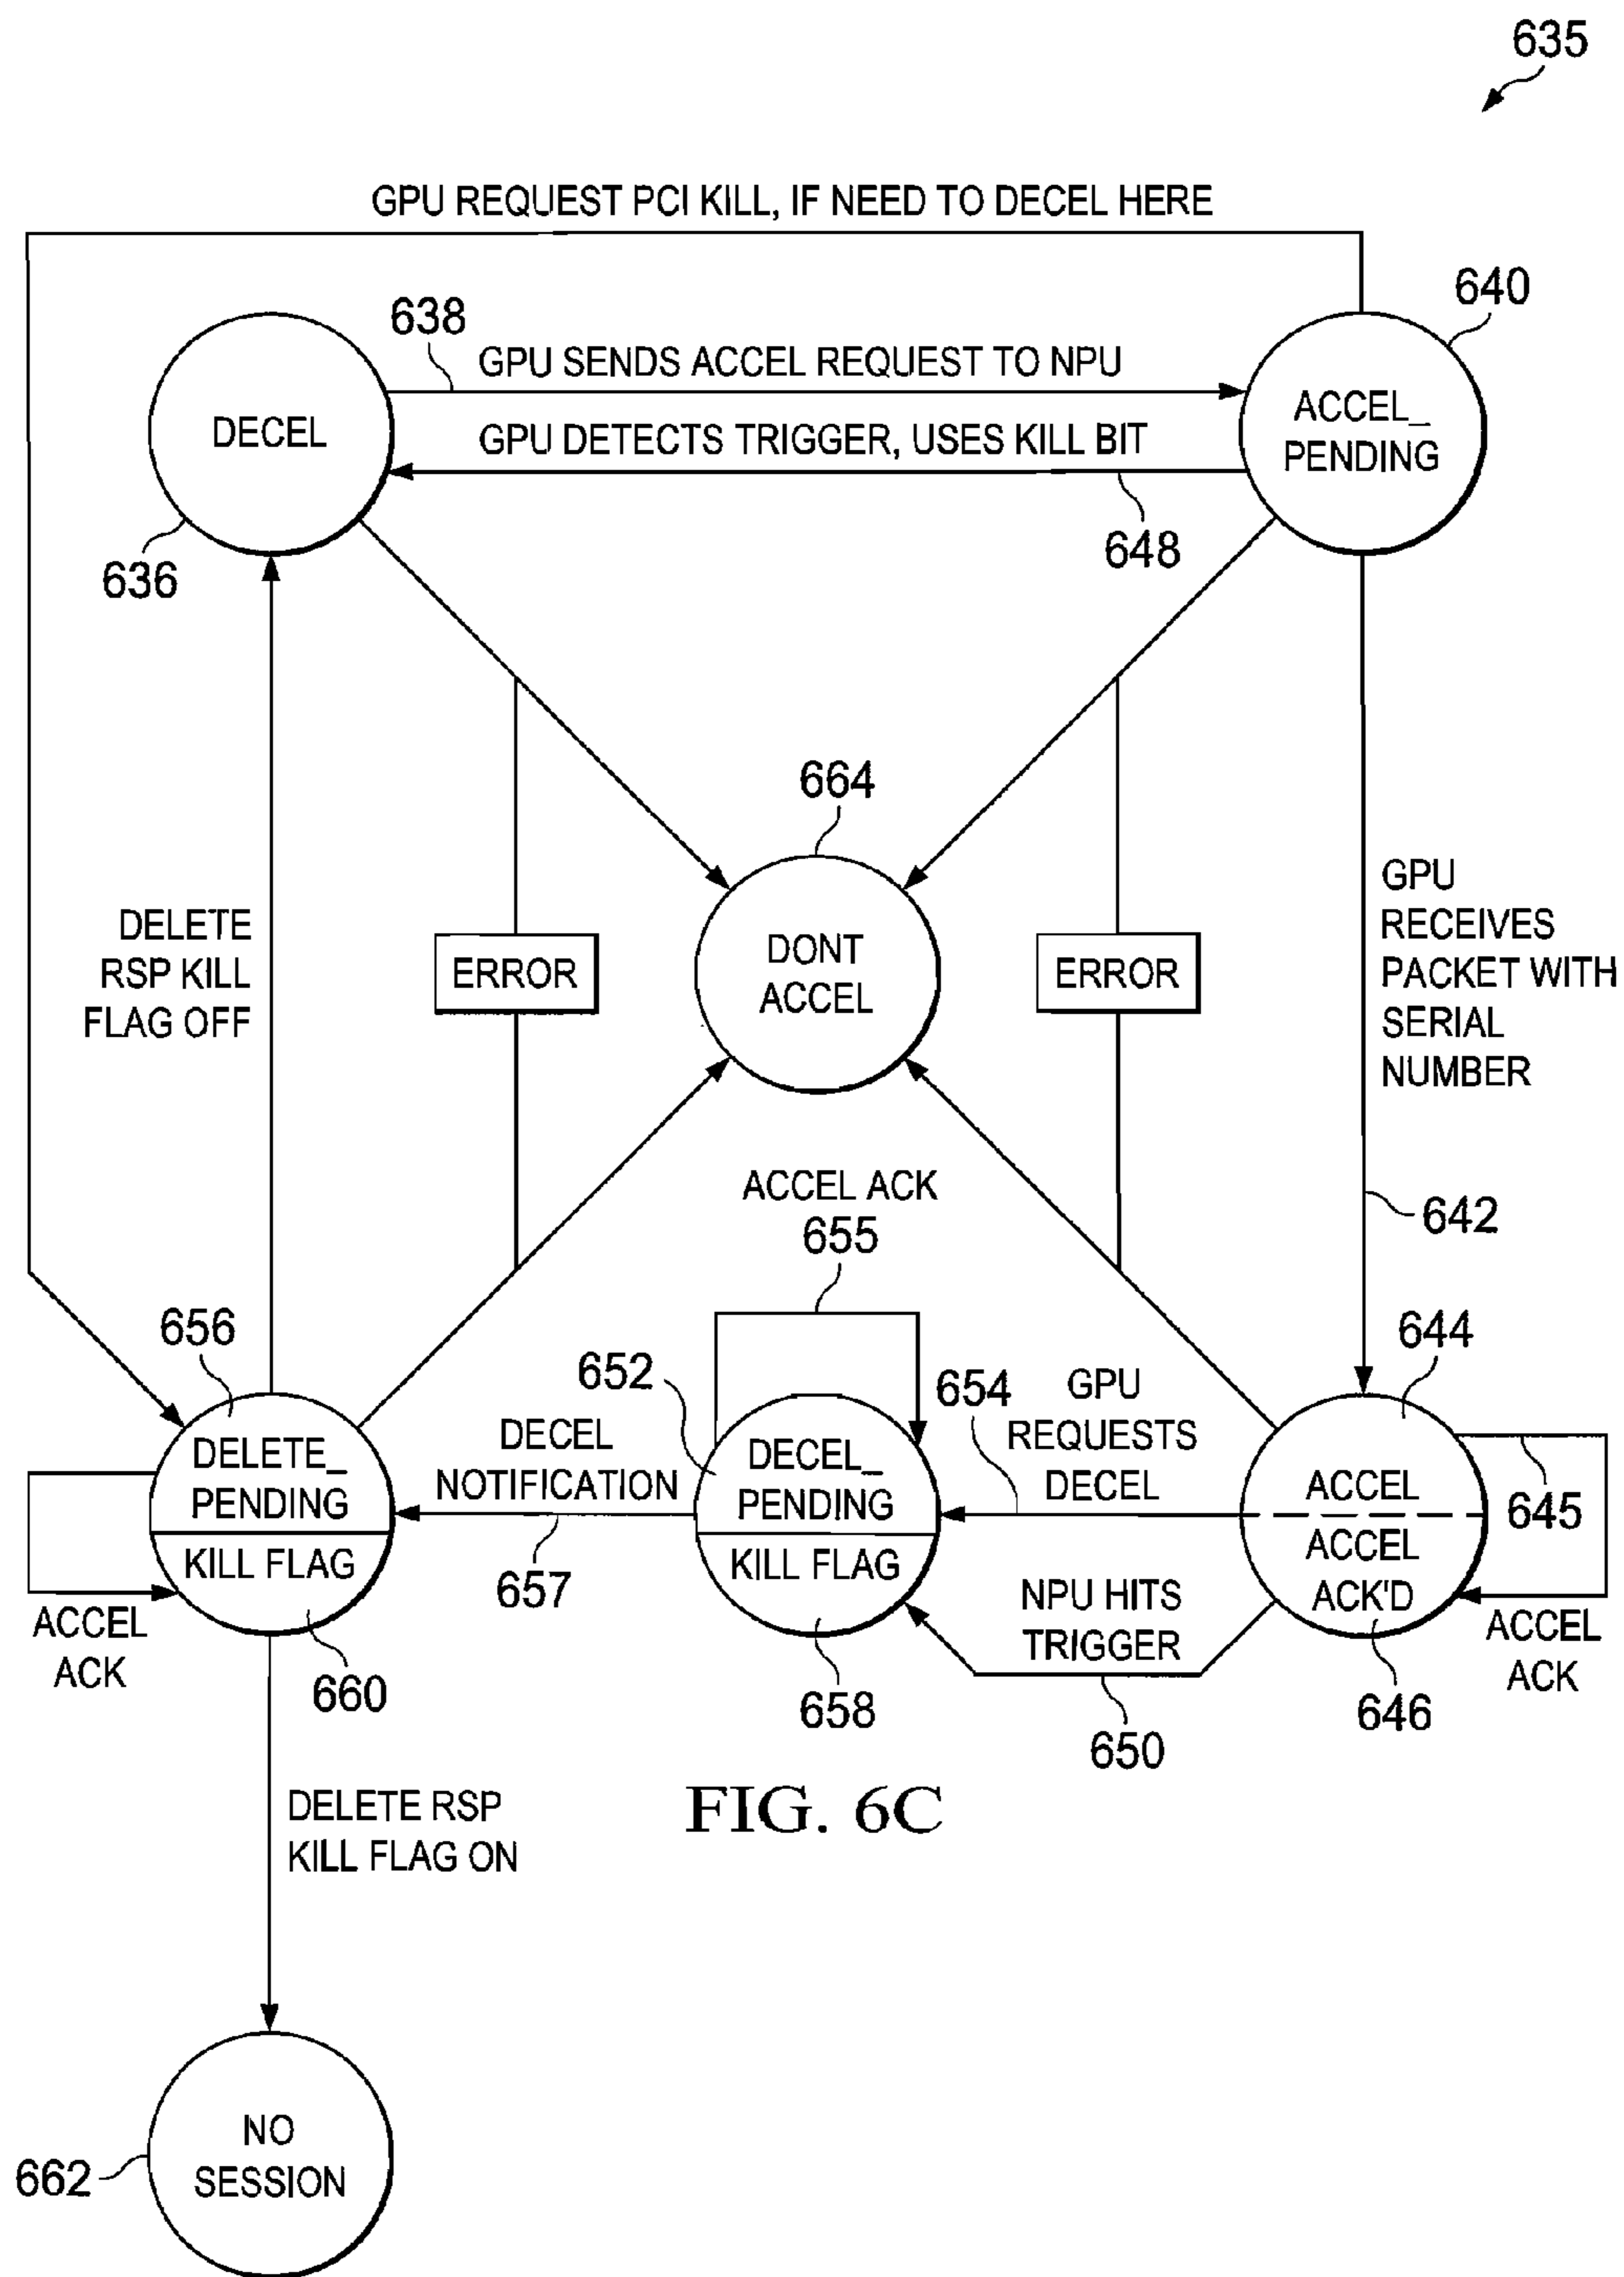 635
GPU REQUEST PCI KILL, IF NEED TO DECEL HERE
640
638
GPU SENDS ACCEL REQUEST TO NPU
DECEL
ACCEL_
PENDING
GPU DETECTS TRIGGER, USES KILL BIT
648
636
664
DELETE
RSP KILL
FLAG OFF
ERROR
DONT
ACCEL
ERROR
GPU
RECEIVES
PACKET WITH
SERIAL
NUMBER
642
ACCEL ACK
655
656
652
654
644
DELETE_
PENDING
KILL FLAG
DECEL
NOTIFICATION
657
DECEL_
PENDING
KILL FLAG
GPU
REQUESTS
DECEL
ACCEL
ACCEL
ACK'D
645
NPU HITS
TRIGGER
ACCEL
ACK
ACCEL
ACK
660
658
650
646
FIG. 6C
DELETE RSP
KILL FLAG ON
NO
SESSION
662